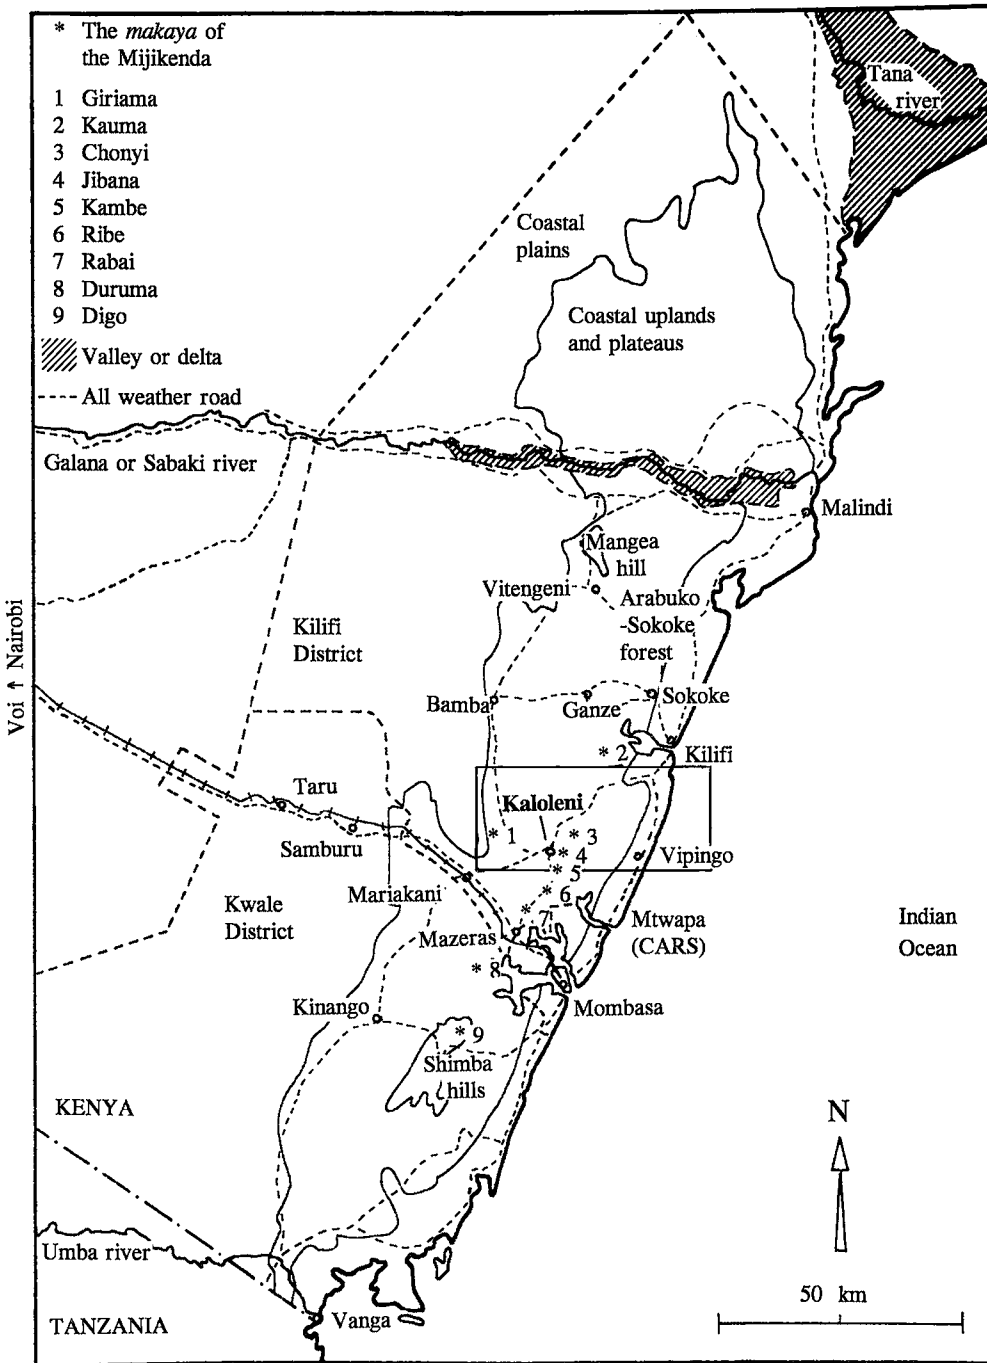 * The makaya of
the Mijikenda
1 Giriama
2 Kauma
3 Chonyi
4 Jibana
5 Kambe
6 Ribe
7 Rabai
8 Duruma
9 Digo
Valley or delta
All weather road
Tana
river
Coastal
plains
Coastal uplands
and plateaus
Galana or Sabaki river
Malindi
Mangea
hill
Vitengeni
Arabuko
-Sokoke
forest
Voi ↑ Nairobi
Kilifi
District
Bamba
Ganze
Sokoke
* 2
Kilifi
Taru
Kaloleni
* 1
* 3
Samburu
* 4
Vipingo
* 5
Mariakani
* 6
Kwale
District
* 7
Mtwapa
(CARS)
Indian
Ocean
Mazeras
* 8
Kinango
Mombasa
* 9
Shimba
hills
KENYA
N
Umba river
50 km
Vanga
TANZANIA